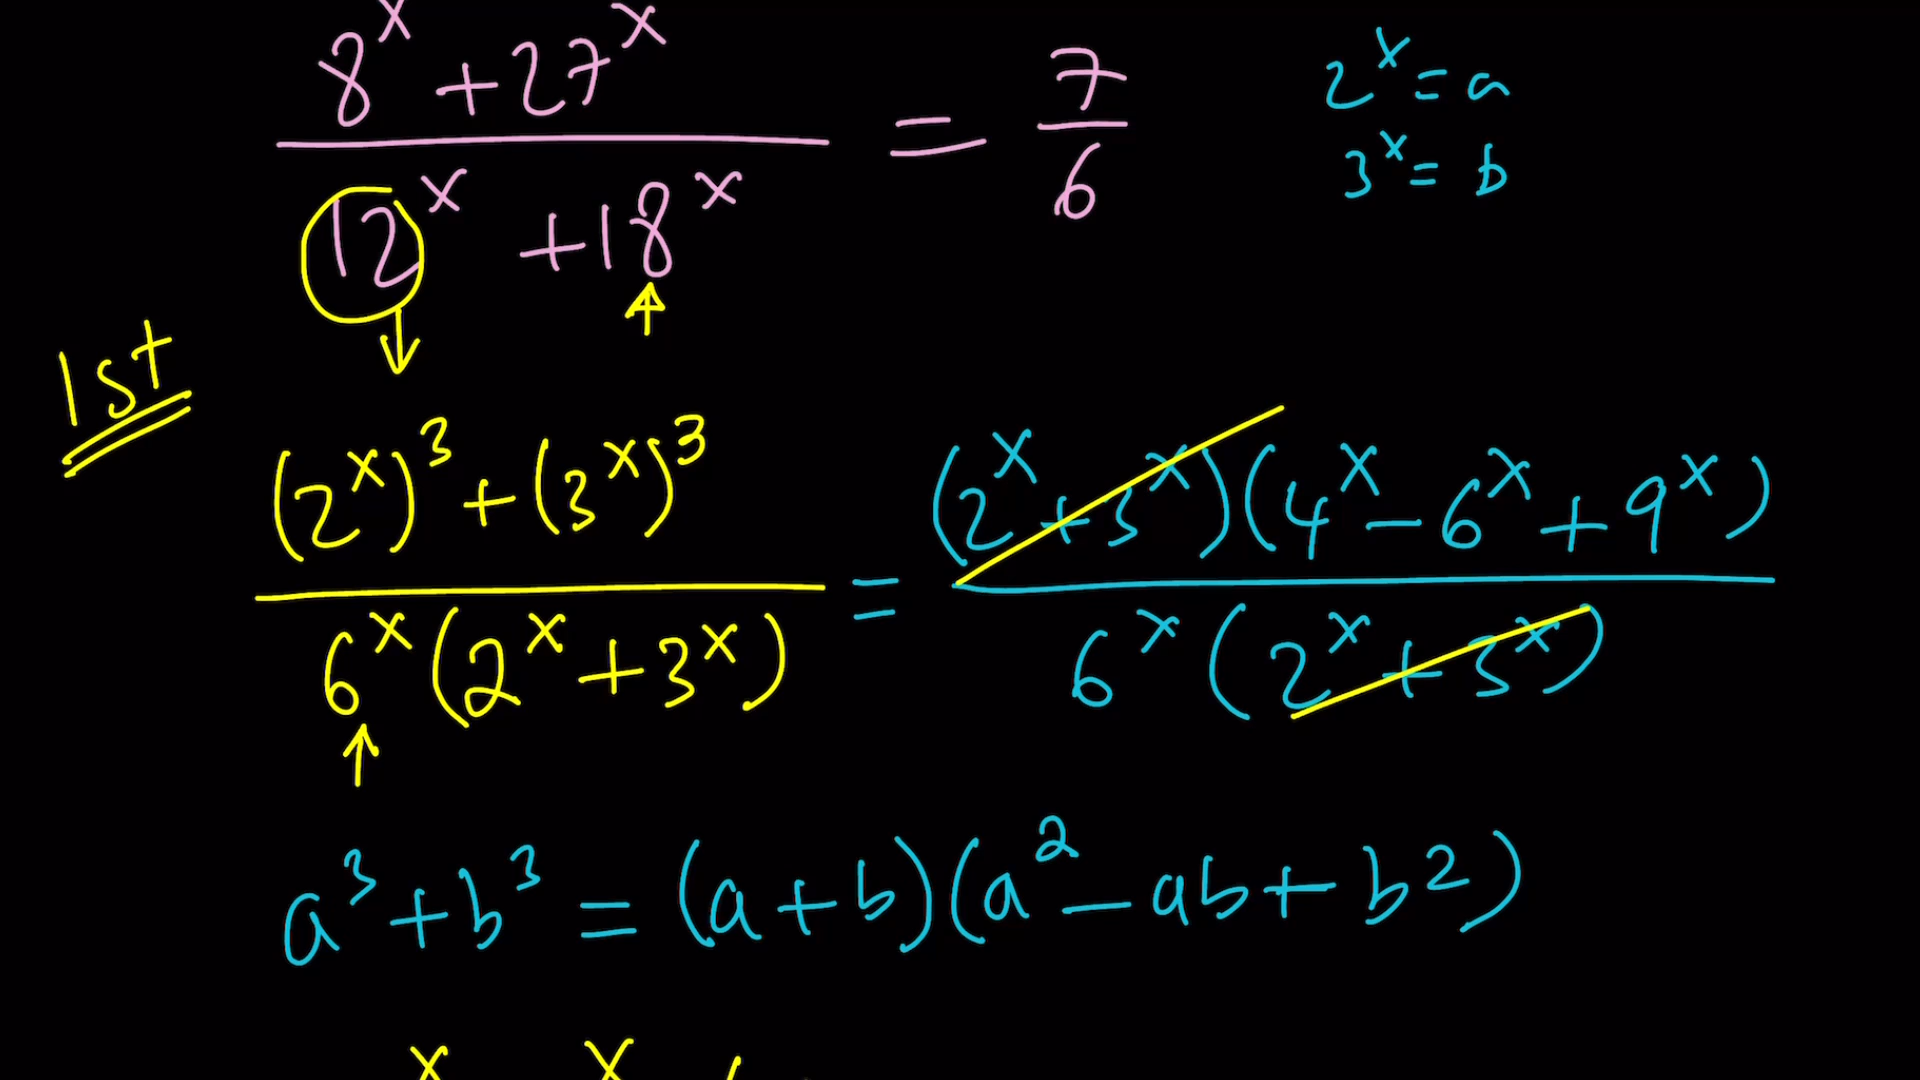 8^x + 27^x
12^x + 18^x
= 7/6
2^x = a
3^x = b
1st
(2^x)^3 + (3^x)^3
6^x (2^x + 3^x)
= (2^x + 3^x)(4^x − 6^x + 9^x)
6^x (2^x + 3^x)
a^3 + b^3 = (a + b)(a^2 − ab + b^2)
x x